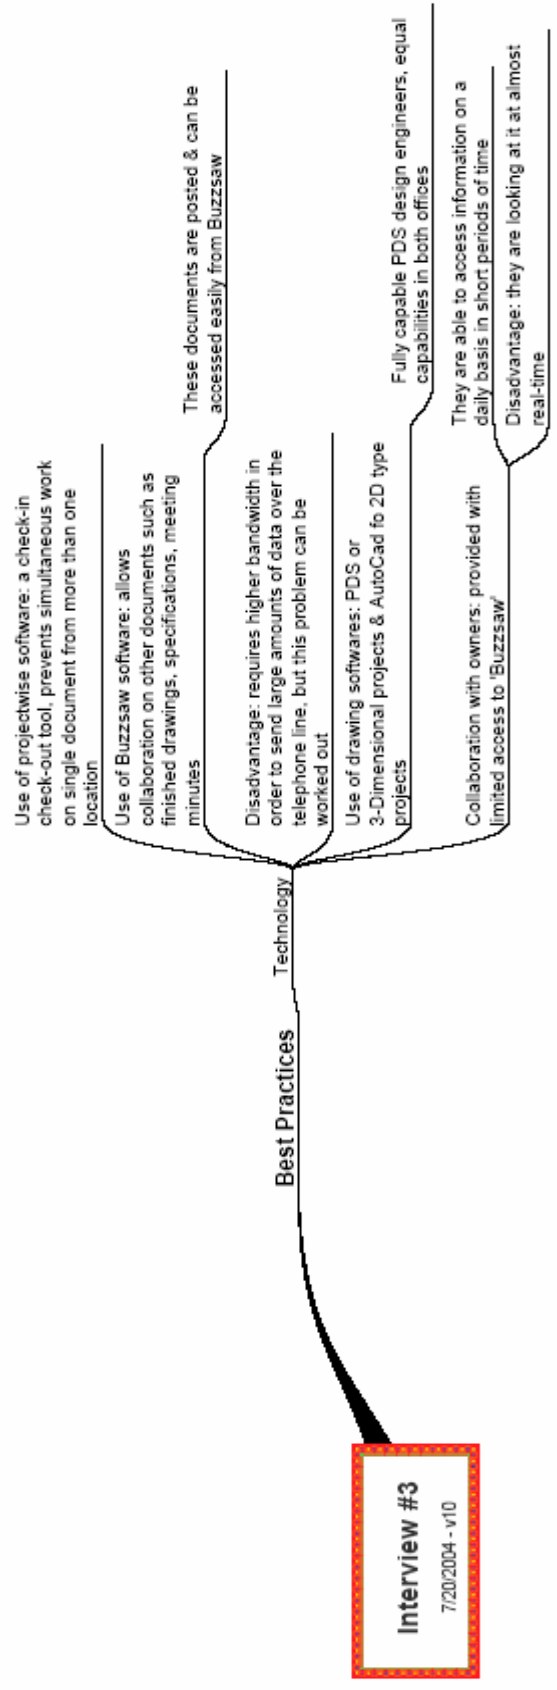 Interview #3
7/20/2004 - v10
Best Practices
Technology
Use of projectwise software: a check-in
check-out tool, prevents simultaneous work
on single document from more than one
location
Use of Buzzsaw software: allows
collaboration on other documents such as
finished drawings, specifications, meeting
minutes
These documents are posted & can be
accessed easily from Buzzsaw
Disadvantage: requires higher bandwidth in
order to send large amounts of data over the
telephone line, but this problem can be
worked out
Use of drawing softwares: PDS or
3-Dimensional projects & AutoCad fo 2D type
projects
Fully capable PDS design engineers, equal
capabilities in both offices
Collaboration with owners: provided with
limited access to 'Buzzsaw'
They are able to access information on a
daily basis in short periods of time
Disadvantage: they are looking at it at almost
real-time